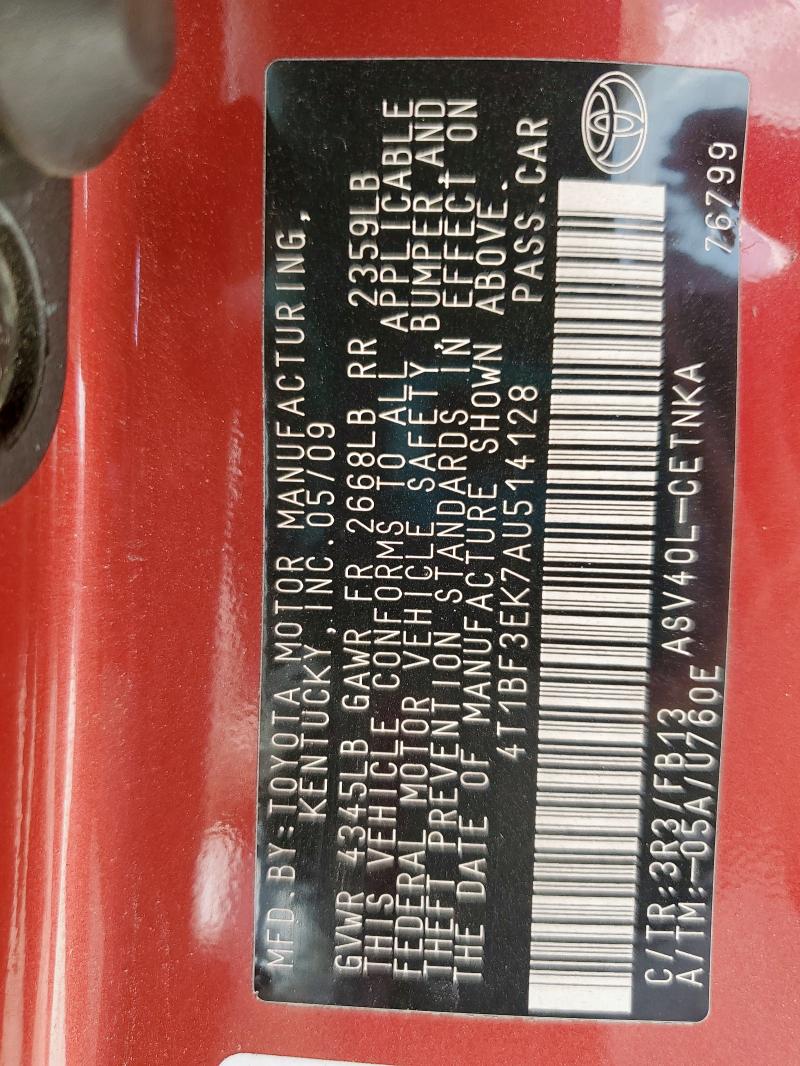 MFD.BY:TOYOTA MOTOR MANUFACTURING,
KENTUCKY, INC.05/09
GVWR 4345LB GAWR FR 2668LB RR 2359LB
THIS VEHICLE CONFORMS TO ALL APPLICABLE
FEDERAL MOTOR VEHICLE SAFETY, BUMPER, AND
THEFT PREVENTION STANDARDS IN EFFECT ON
THE DATE OF MANUFACTURE SHOWN ABOVE.
4T1BF3EK7AU514128 PASS.CAR
C/TR:3R3/FB13 ASV40L-CETNKA
A/TM:-05A/U760E 76799